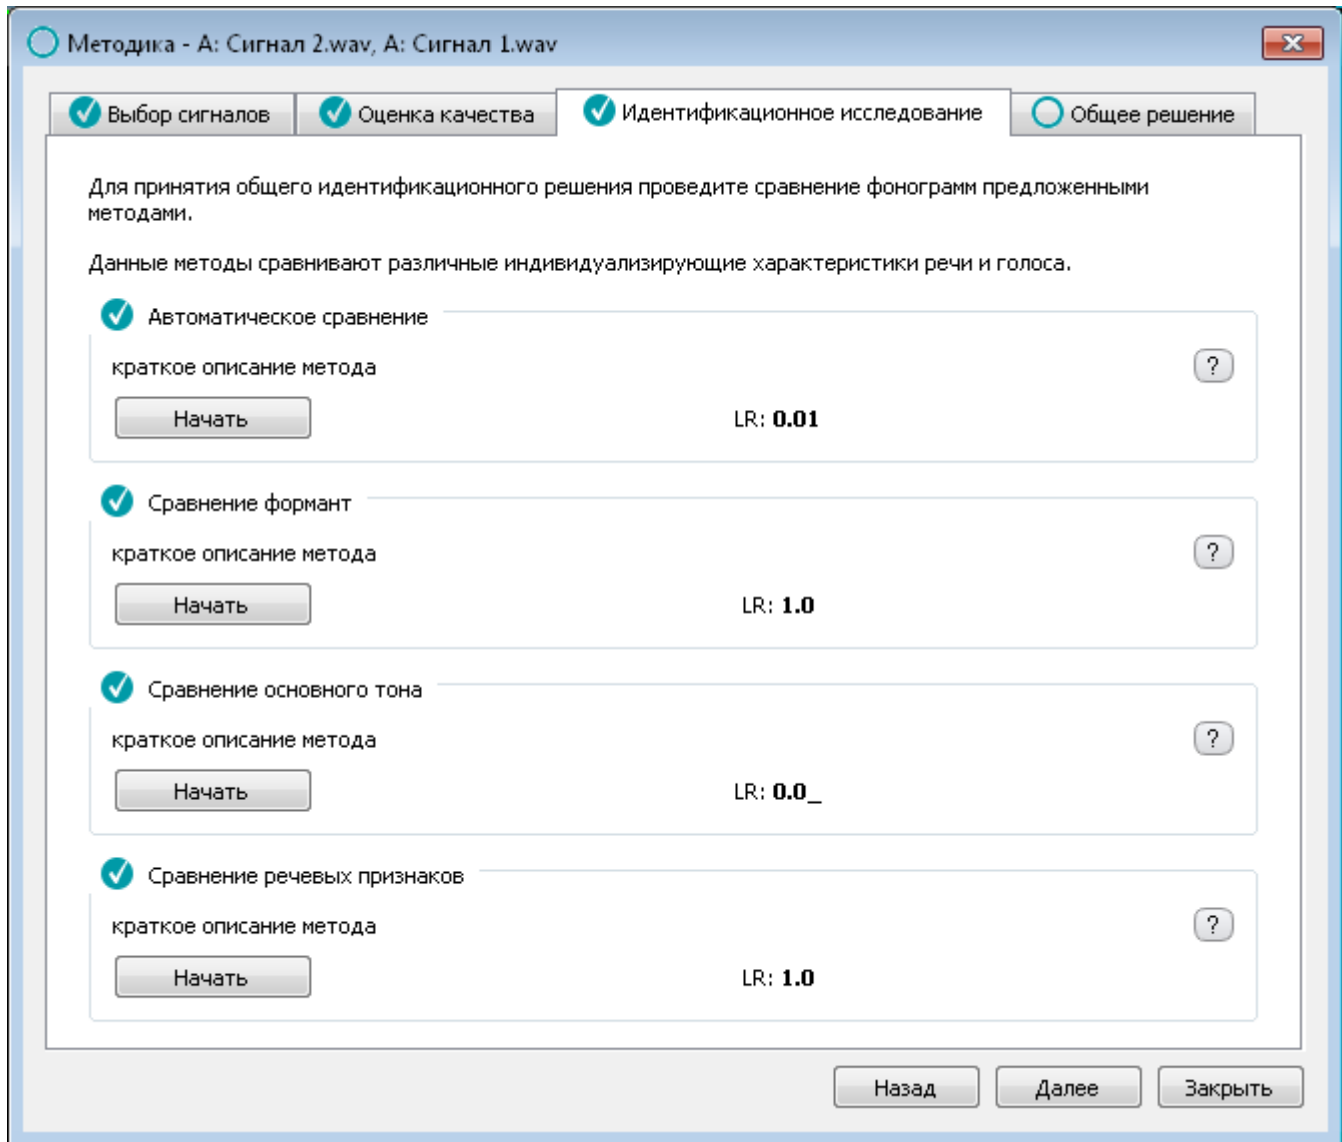 Методика - А: Сигнал 2.wav, А: Сигнал 1.wav
Выбор сигналов
Оценка качества
Идентификационное исследование
Общее решение
Для принятия общего идентификационного решения проведите сравнение фонограмм предложенными
методами.
Данные методы сравнивают различные индивидуализирующие характеристики речи и голоса.
Автоматическое сравнение
краткое описание метода
?
Начать
LR: 0.01
Сравнение формант
краткое описание метода
?
Начать
LR: 1.0
Сравнение основного тона
краткое описание метода
?
Начать
LR: 0.0_
Сравнение речевых признаков
краткое описание метода
?
Начать
LR: 1.0
Назад
Далее
Закрыть